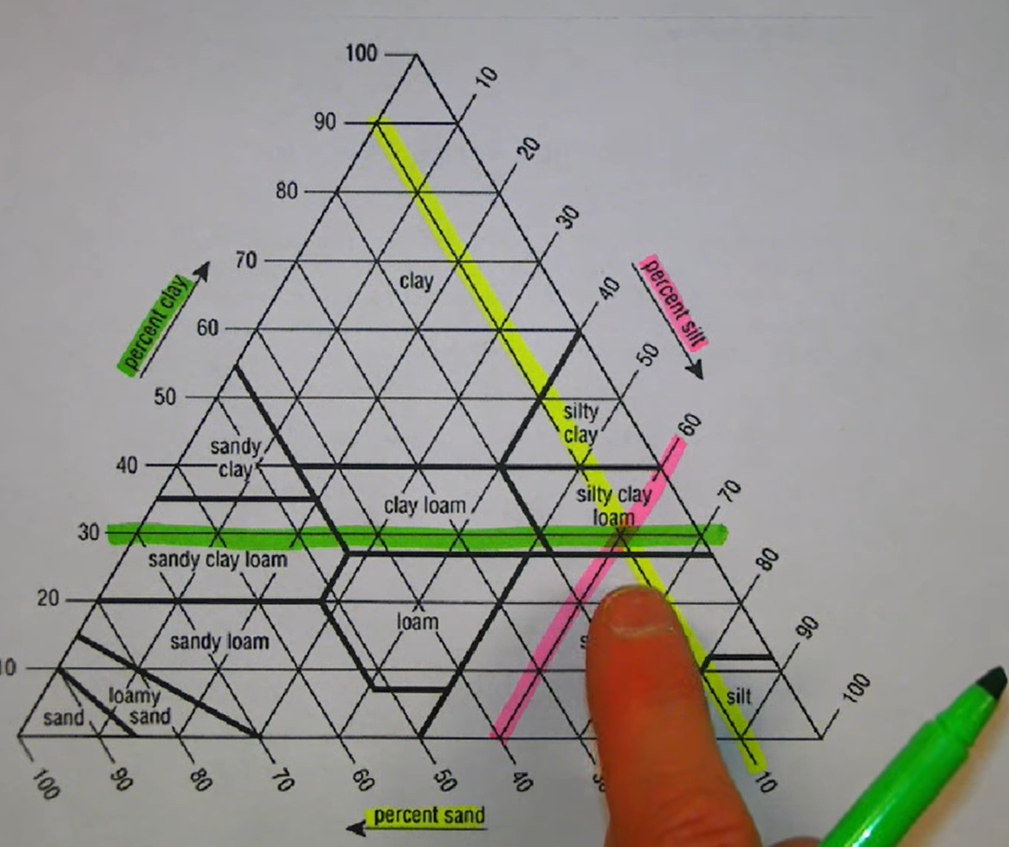 100
10
90
20
80
30
70
clay
40
percent clay
percent silt
60
50
50
silty
clay
60
sandy
clay
40
clay loam
silty clay
loam
70
30
sandy clay loam
80
20
loam
sandy loam
90
10
loamy
sand
sand
silt
100
100
90
80
70
60
50
40
10
percent sand